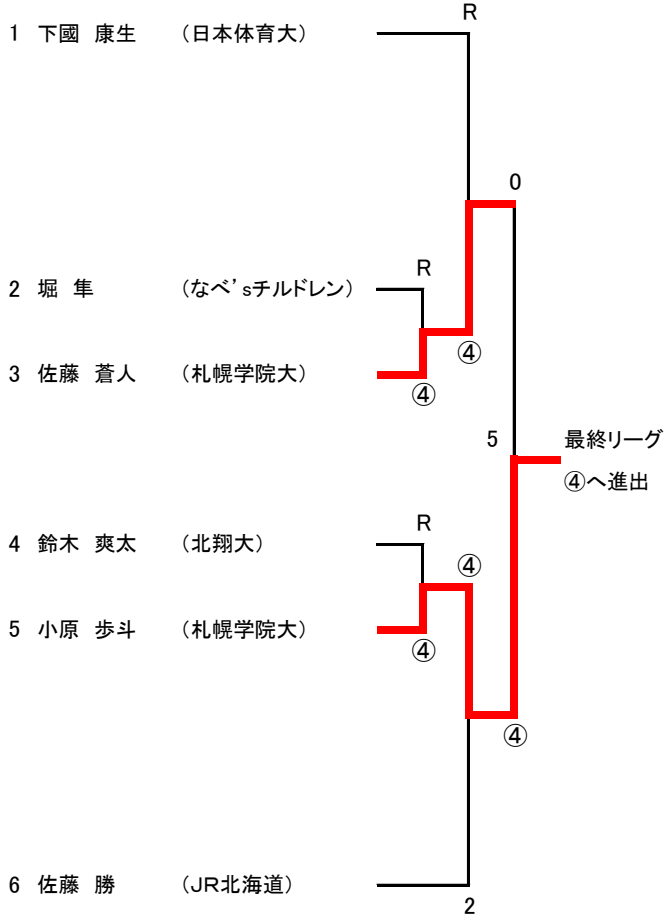 R
1 下國 康生 （日本体育大）
0
R
2 堀 隼 （なべ’sチルドレン）
④
3 佐藤 蒼人 （札幌学院大）
④
5 最終リーグ
④へ進出
R
4 鈴木 爽太 （北翔大）
④
5 小原 歩斗 （札幌学院大）
④
④
6 佐藤 勝 （JR北海道）
2